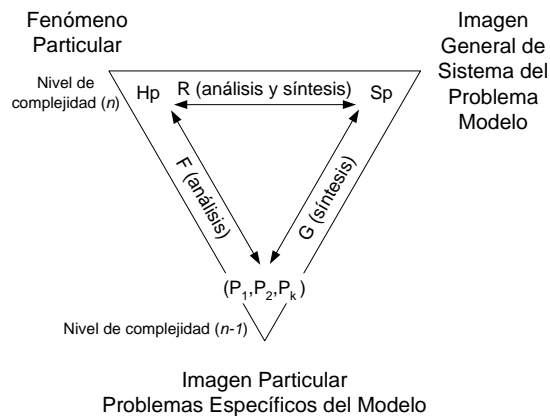 Fenómeno
Particular
Imagen
General de
Sistema del
Problema
Modelo
Nivel de
complejidad (n)
Hp
R (análisis y síntesis)
Sp
F (análisis)
G (síntesis)
(P1,P2,Pk)
Nivel de complejidad (n-1)
Imagen Particular
Problemas Específicos del Modelo